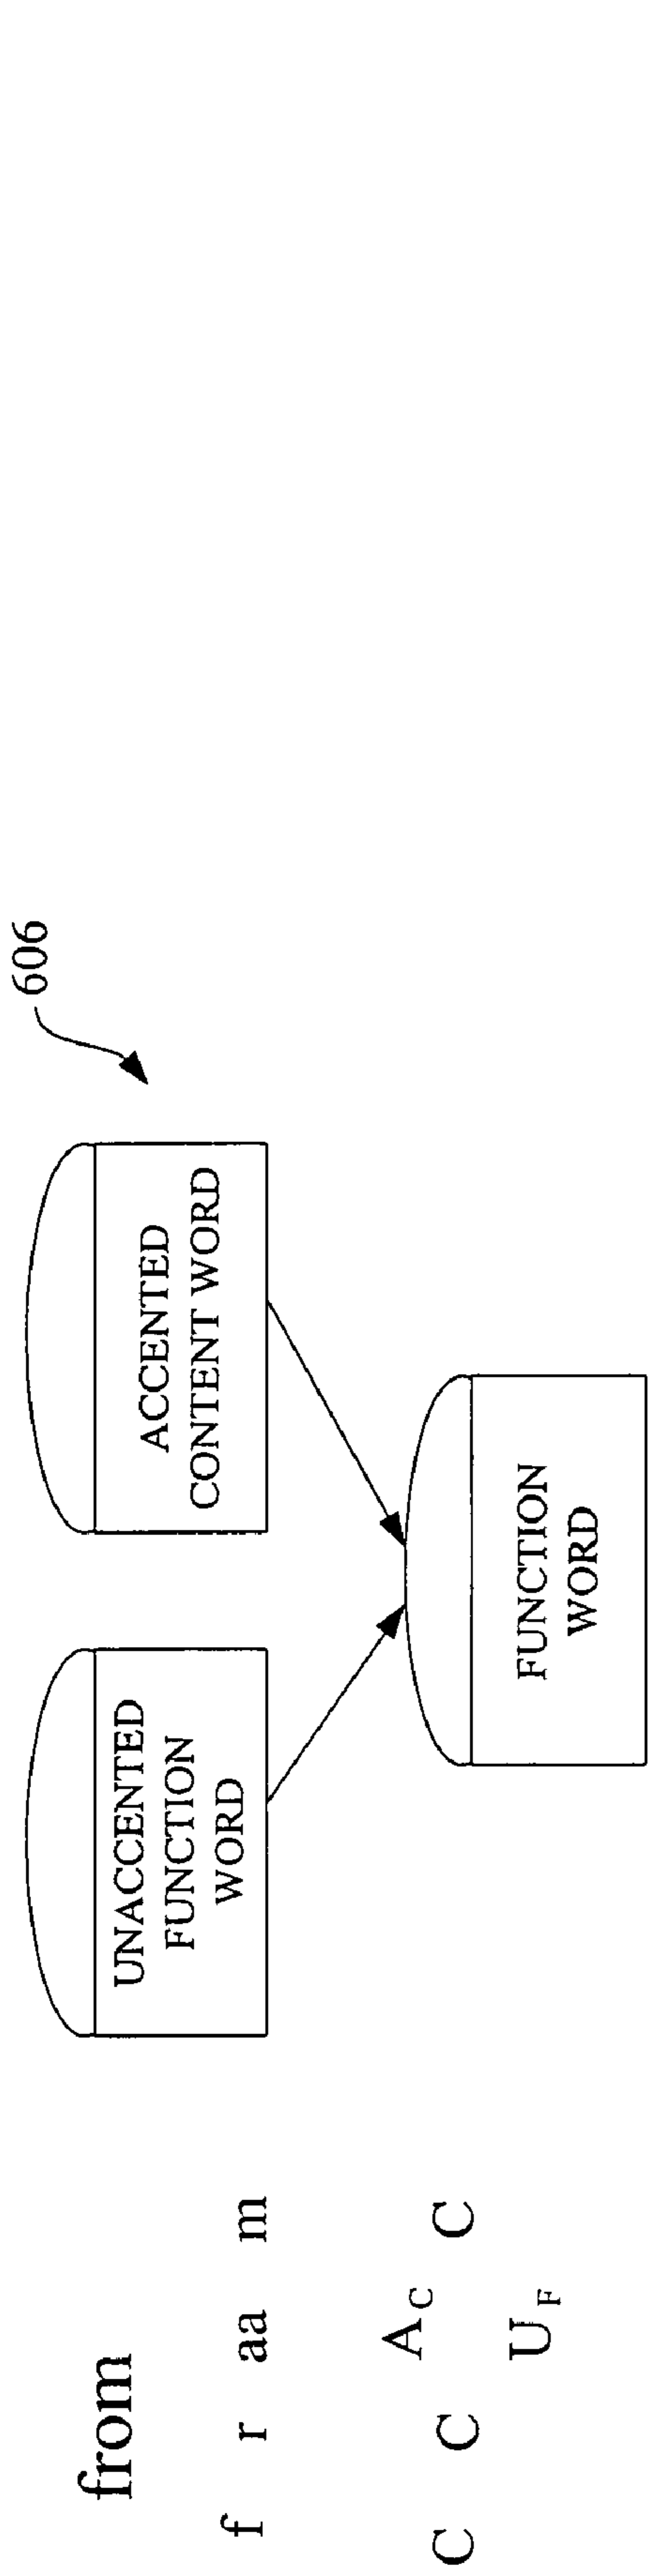 606
from
f r aa m
C C A_C C
U_F
UNACCENTED
FUNCTION
WORD
ACCENTED
CONTENT WORD
FUNCTION
WORD